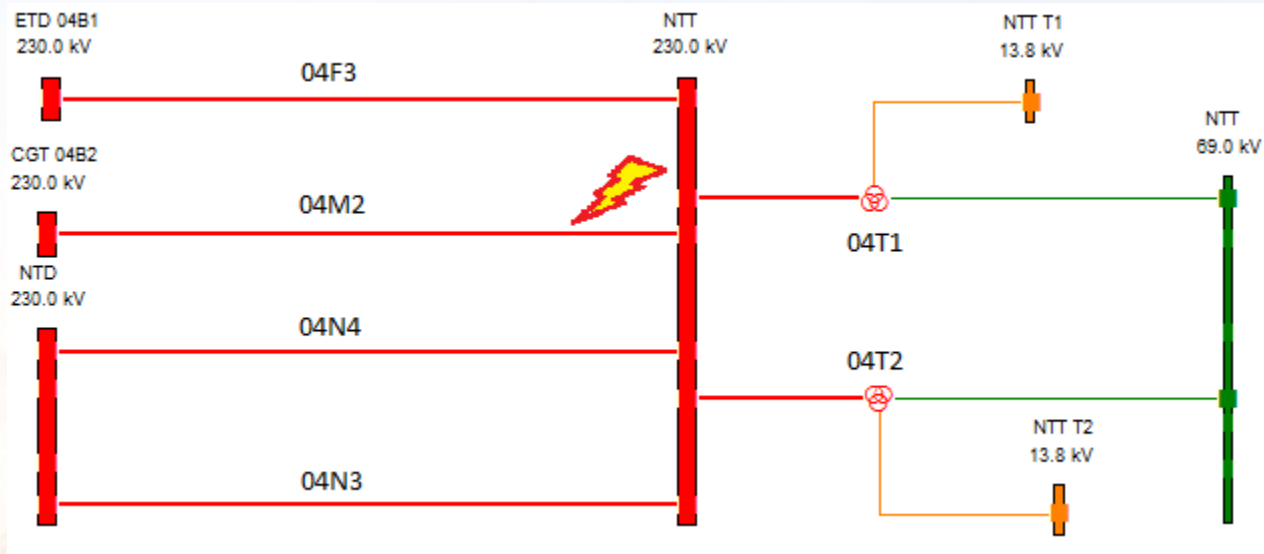 ETD 04B1
230.0 kV
04F3
NTT
230.0 kV
NTT T1
13.8 kV
NTT
69.0 kV
CGT 04B2
230.0 kV
04M2
04T1
NTD
230.0 kV
04N4
04T2
NTT T2
13.8 kV
04N3